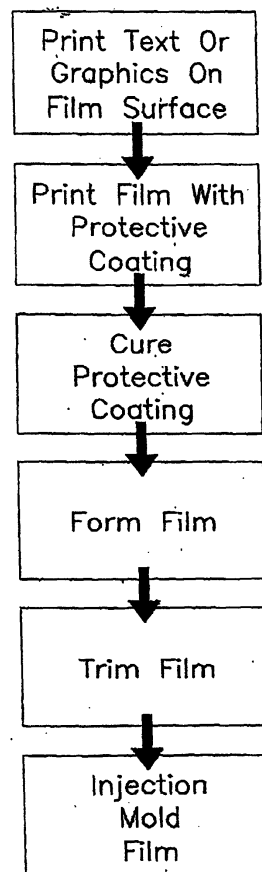 Print Text Or
Graphics On
Film Surface
Print Film With
Protective
Coating
Cure
Protective
Coating
Form Film
Trim Film
Injection
Mold
Film